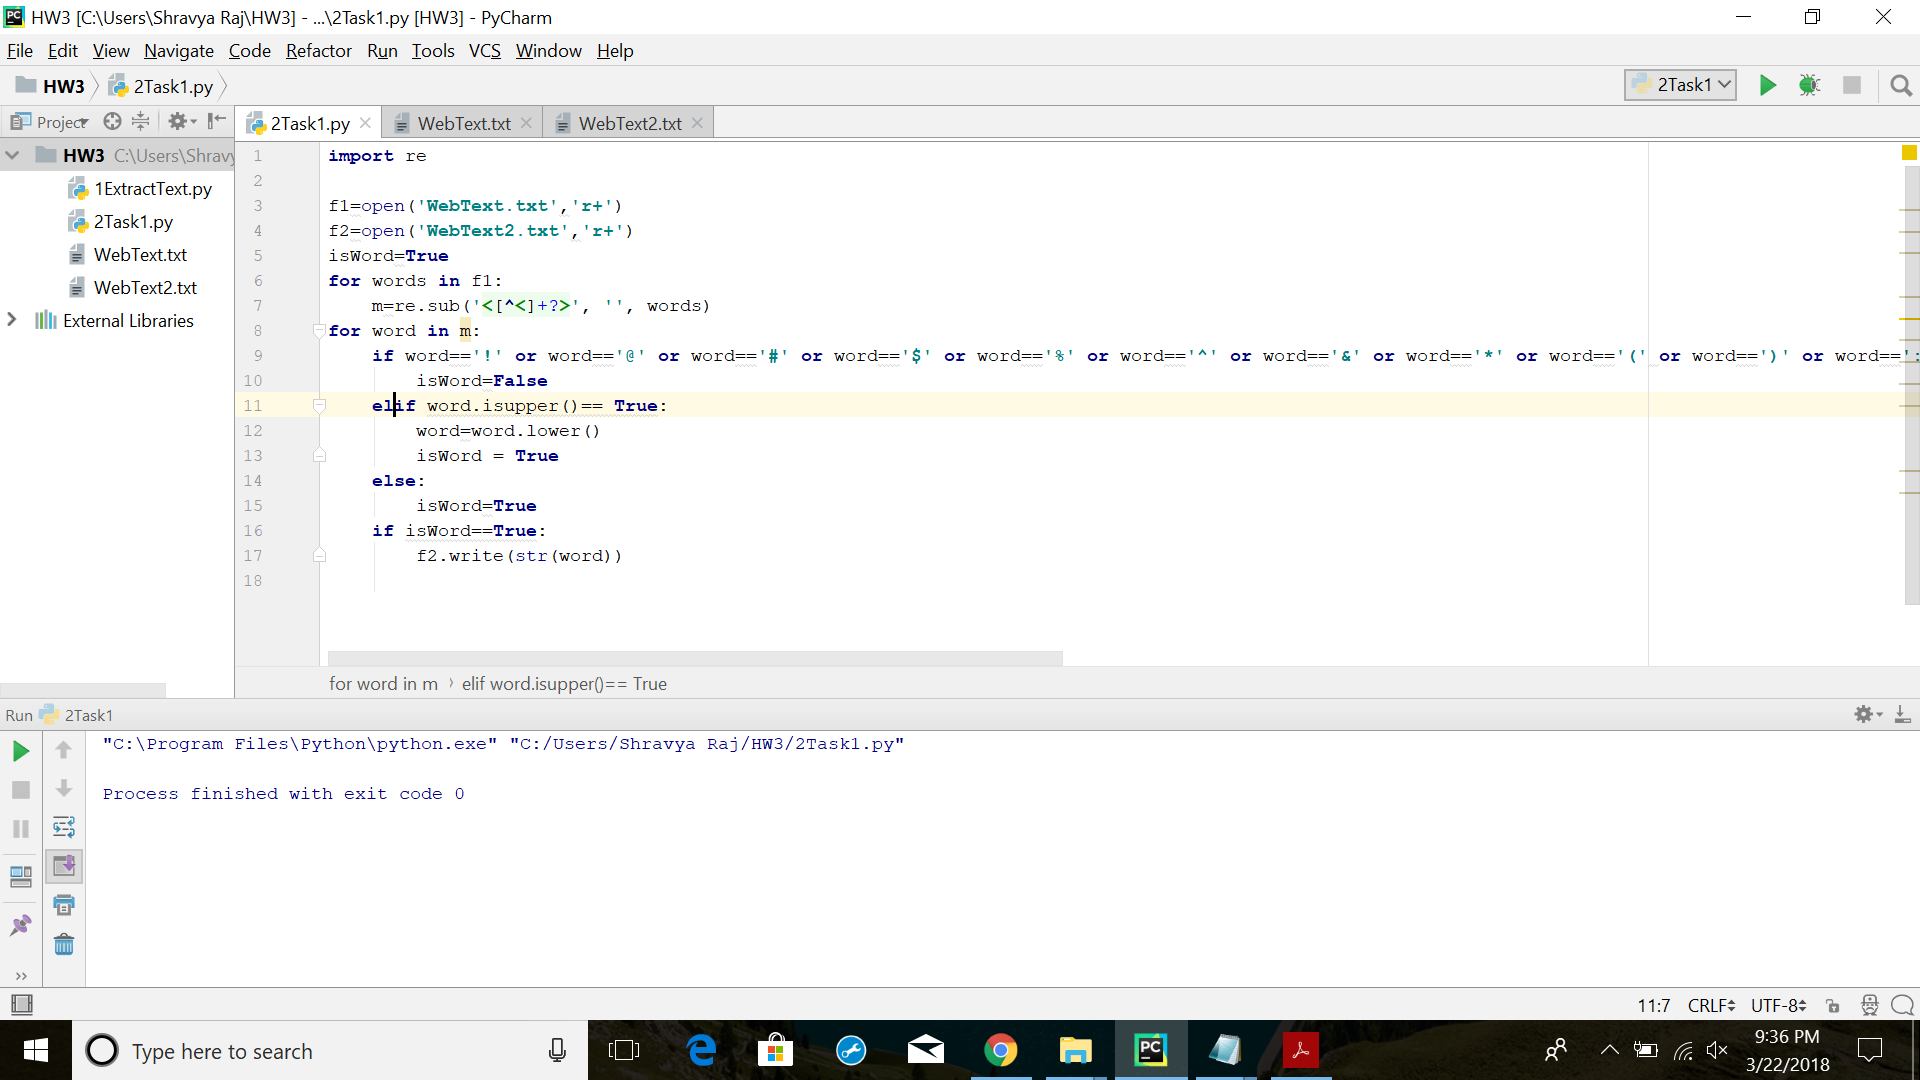 HW3 [C:\Users\Shravya Raj\HW3] - ...\2Task1.py [HW3] - PyCharm
File Edit View Navigate Code Refactor Run Tools VCS Window Help
HW3 2Task1.py 2Task1
Project 2Task1.py WebText.txt WebText2.txt
HW3 C:\Users\Shravy
1ExtractText.py
2Task1.py
WebText.txt
WebText2.txt
External Libraries
1 import re
2
3 f1=open('WebText.txt','r+')
4 f2=open('WebText2.txt','r+')
5 isWord=True
6 for words in f1:
7 m=re.sub('<[^<]+?>', '', words)
8 for word in m:
9 if word=='!' or word=='@' or word=='#' or word=='$' or word=='%' or word=='^' or word=='&' or word=='*' or word=='(' or word==')' or word==':
10 isWord=False
11 elif word.isupper()== True:
12 word=word.lower()
13 isWord = True
14 else:
15 isWord=True
16 if isWord==True:
17 f2.write(str(word))
18
for word in m › elif word.isupper()== True
Run 2Task1
"C:\Program Files\Python\python.exe" "C:/Users/Shravya Raj/HW3/2Task1.py"
Process finished with exit code 0
11:7 CRLF UTF-8
Type here to search
PC
9:36 PM
3/22/2018